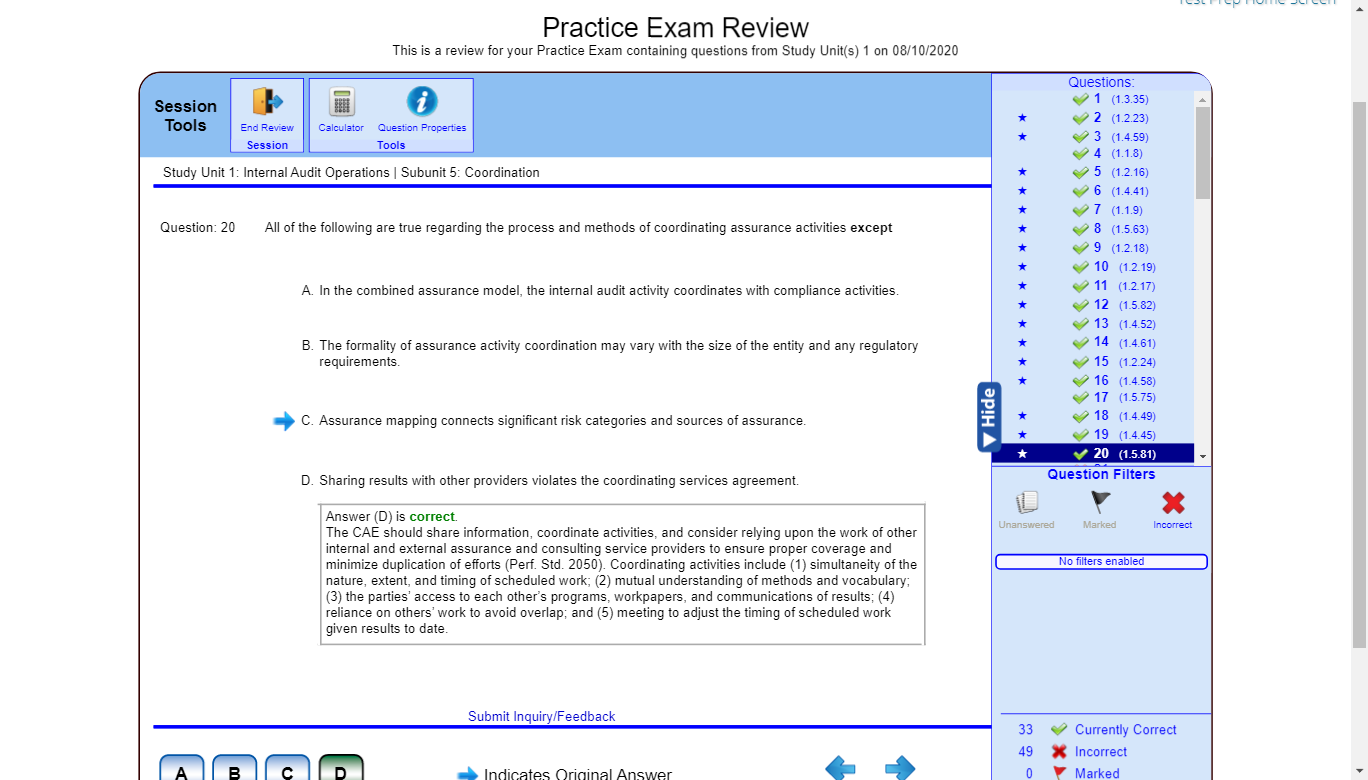 Test Prep Home Screen
Practice Exam Review
This is a review for your Practice Exam containing questions from Study Unit(s) 1 on 08/10/2020
Session
Tools
End Review
Session
Calculator
Question Properties
Tools
Study Unit 1: Internal Audit Operations | Subunit 5: Coordination
Question: 20
All of the following are true regarding the process and methods of coordinating assurance activities except
A. In the combined assurance model, the internal audit activity coordinates with compliance activities.
B. The formality of assurance activity coordination may vary with the size of the entity and any regulatory
requirements.
C. Assurance mapping connects significant risk categories and sources of assurance.
D. Sharing results with other providers violates the coordinating services agreement.
Answer (D) is correct.
The CAE should share information, coordinate activities, and consider relying upon the work of other
internal and external assurance and consulting service providers to ensure proper coverage and
minimize duplication of efforts (Perf. Std. 2050). Coordinating activities include (1) simultaneity of the
nature, extent, and timing of scheduled work; (2) mutual understanding of methods and vocabulary;
(3) the parties' access to each other's programs, workpapers, and communications of results; (4)
reliance on others' work to avoid overlap; and (5) meeting to adjust the timing of scheduled work
given results to date.
Submit Inquiry/Feedback
A B C D
Indicates Original Answer
Questions:
1 (1.3.35)
2 (1.2.23)
3 (1.4.59)
4 (1.1.8)
5 (1.2.16)
6 (1.4.41)
7 (1.1.9)
8 (1.5.63)
9 (1.2.18)
10 (1.2.19)
11 (1.2.17)
12 (1.5.82)
13 (1.4.52)
14 (1.4.61)
15 (1.2.24)
16 (1.4.58)
17 (1.5.75)
18 (1.4.49)
19 (1.4.45)
20 (1.5.81)
Hide
Question Filters
Unanswered
Marked
Incorrect
No filters enabled
33 Currently Correct
49 Incorrect
0 Marked